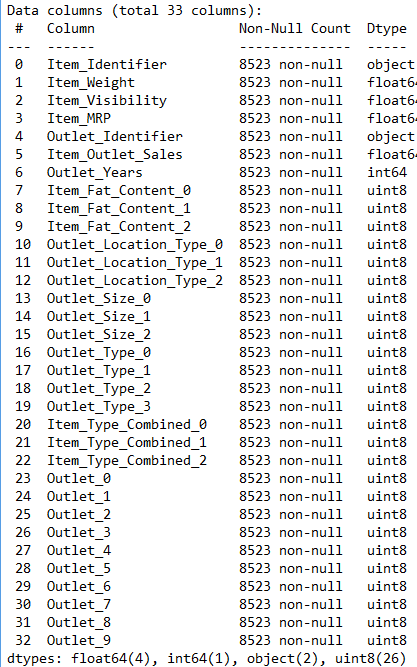 Data columns (total 33 columns):
 #   Column                 Non-Null Count  Dtype
---  ------                 --------------  -----
 0   Item_Identifier        8523 non-null   object
 1   Item_Weight            8523 non-null   float64
 2   Item_Visibility        8523 non-null   float64
 3   Item_MRP               8523 non-null   float64
 4   Outlet_Identifier      8523 non-null   object
 5   Item_Outlet_Sales      8523 non-null   float64
 6   Outlet_Years           8523 non-null   int64
 7   Item_Fat_Content_0     8523 non-null   uint8
 8   Item_Fat_Content_1     8523 non-null   uint8
 9   Item_Fat_Content_2     8523 non-null   uint8
 10  Outlet_Location_Type_0 8523 non-null   uint8
 11  Outlet_Location_Type_1 8523 non-null   uint8
 12  Outlet_Location_Type_2 8523 non-null   uint8
 13  Outlet_Size_0          8523 non-null   uint8
 14  Outlet_Size_1          8523 non-null   uint8
 15  Outlet_Size_2          8523 non-null   uint8
 16  Outlet_Type_0          8523 non-null   uint8
 17  Outlet_Type_1          8523 non-null   uint8
 18  Outlet_Type_2          8523 non-null   uint8
 19  Outlet_Type_3          8523 non-null   uint8
 20  Item_Type_Combined_0   8523 non-null   uint8
 21  Item_Type_Combined_1   8523 non-null   uint8
 22  Item_Type_Combined_2   8523 non-null   uint8
 23  Outlet_0               8523 non-null   uint8
 24  Outlet_1               8523 non-null   uint8
 25  Outlet_2               8523 non-null   uint8
 26  Outlet_3               8523 non-null   uint8
 27  Outlet_4               8523 non-null   uint8
 28  Outlet_5               8523 non-null   uint8
 29  Outlet_6               8523 non-null   uint8
 30  Outlet_7               8523 non-null   uint8
 31  Outlet_8               8523 non-null   uint8
 32  Outlet_9               8523 non-null   uint8
dtypes: float64(4), int64(1), object(2), uint8(26)